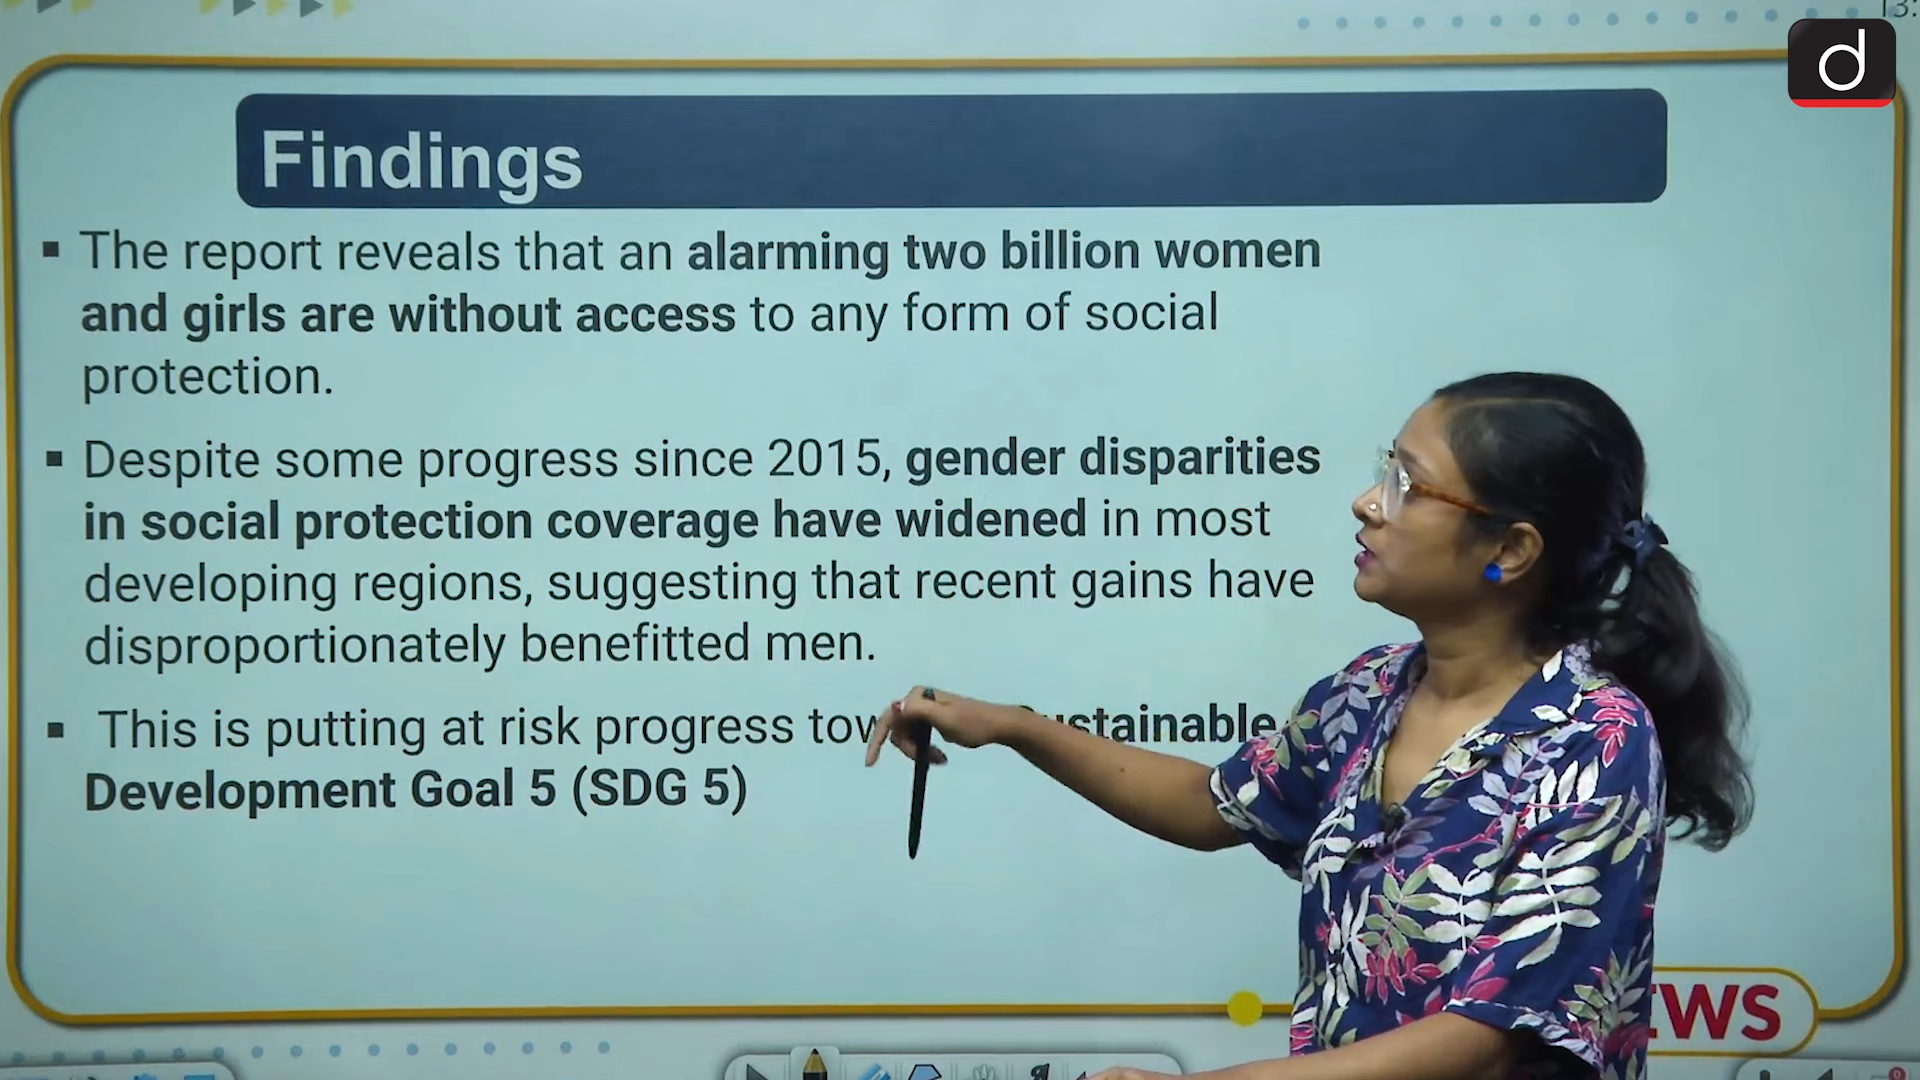 13:
d
Findings
▪ The report reveals that an alarming two billion women
and girls are without access to any form of social
protection.
▪ Despite some progress since 2015, gender disparities
in social protection coverage have widened in most
developing regions, suggesting that recent gains have
disproportionately benefitted men.
▪ This is putting at risk progress tow ustainable
Development Goal 5 (SDG 5)
EWS